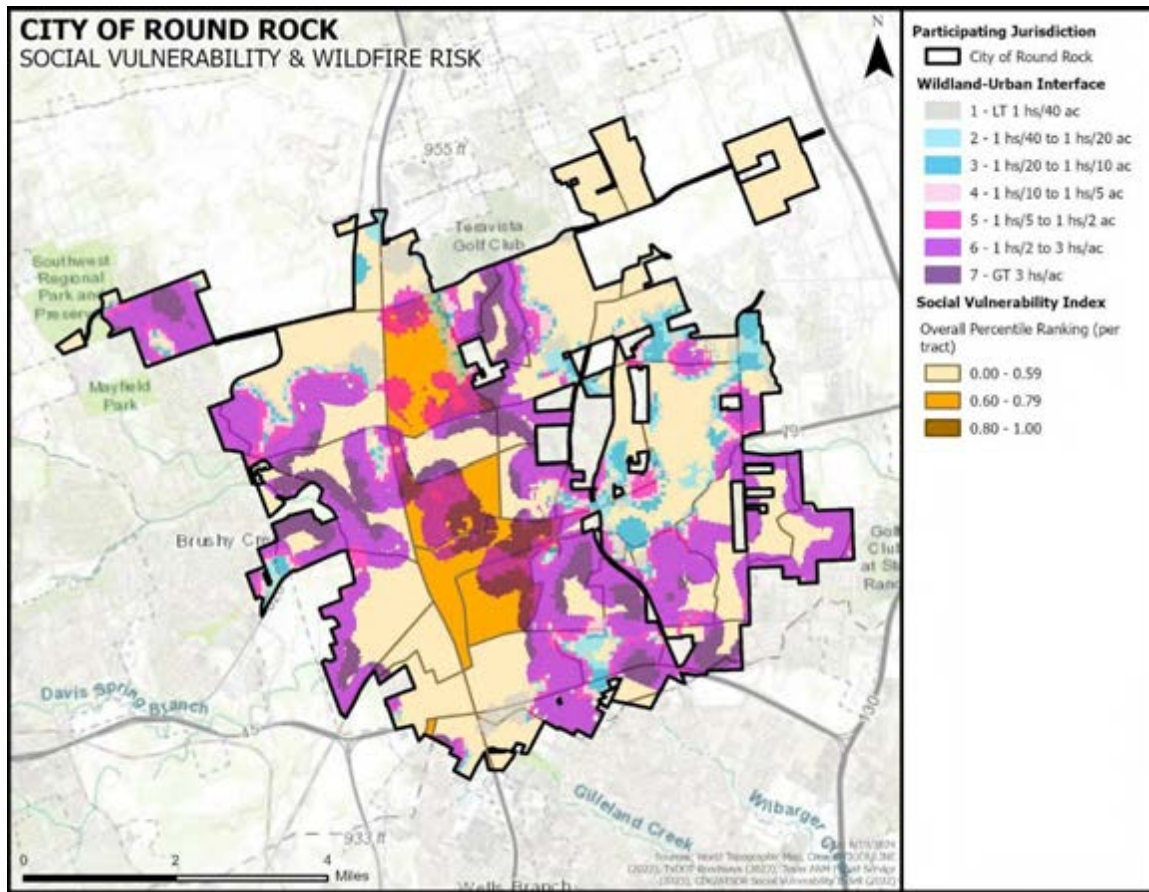 CITY OF ROUND ROCK
SOCIAL VULNERABILITY & WILDFIRE RISK
N
955 ft
Teravista
Golf Club
Southwest
Regional
Park and
Preserve
Mayfield
Park
79
Brushy Cre
Golf
Club
at Sta
Ranc
Davis Spring
Branch
45
130
Gilleland Creek
Wilbarger
933 ft
Wells Branch
0 2 4
Miles
Participating Jurisdiction
City of Round Rock
Wildland-Urban Interface
1 - LT 1 hs/40 ac
2 - 1 hs/40 to 1 hs/20 ac
3 - 1 hs/20 to 1 hs/10 ac
4 - 1 hs/10 to 1 hs/5 ac
5 - 1 hs/5 to 1 hs/2 ac
6 - 1 hs/2 to 3 hs/ac
7 - GT 3 hs/ac
Social Vulnerability Index
Overall Percentile Ranking (per
tract)
0.00 - 0.59
0.60 - 0.79
0.80 - 1.00